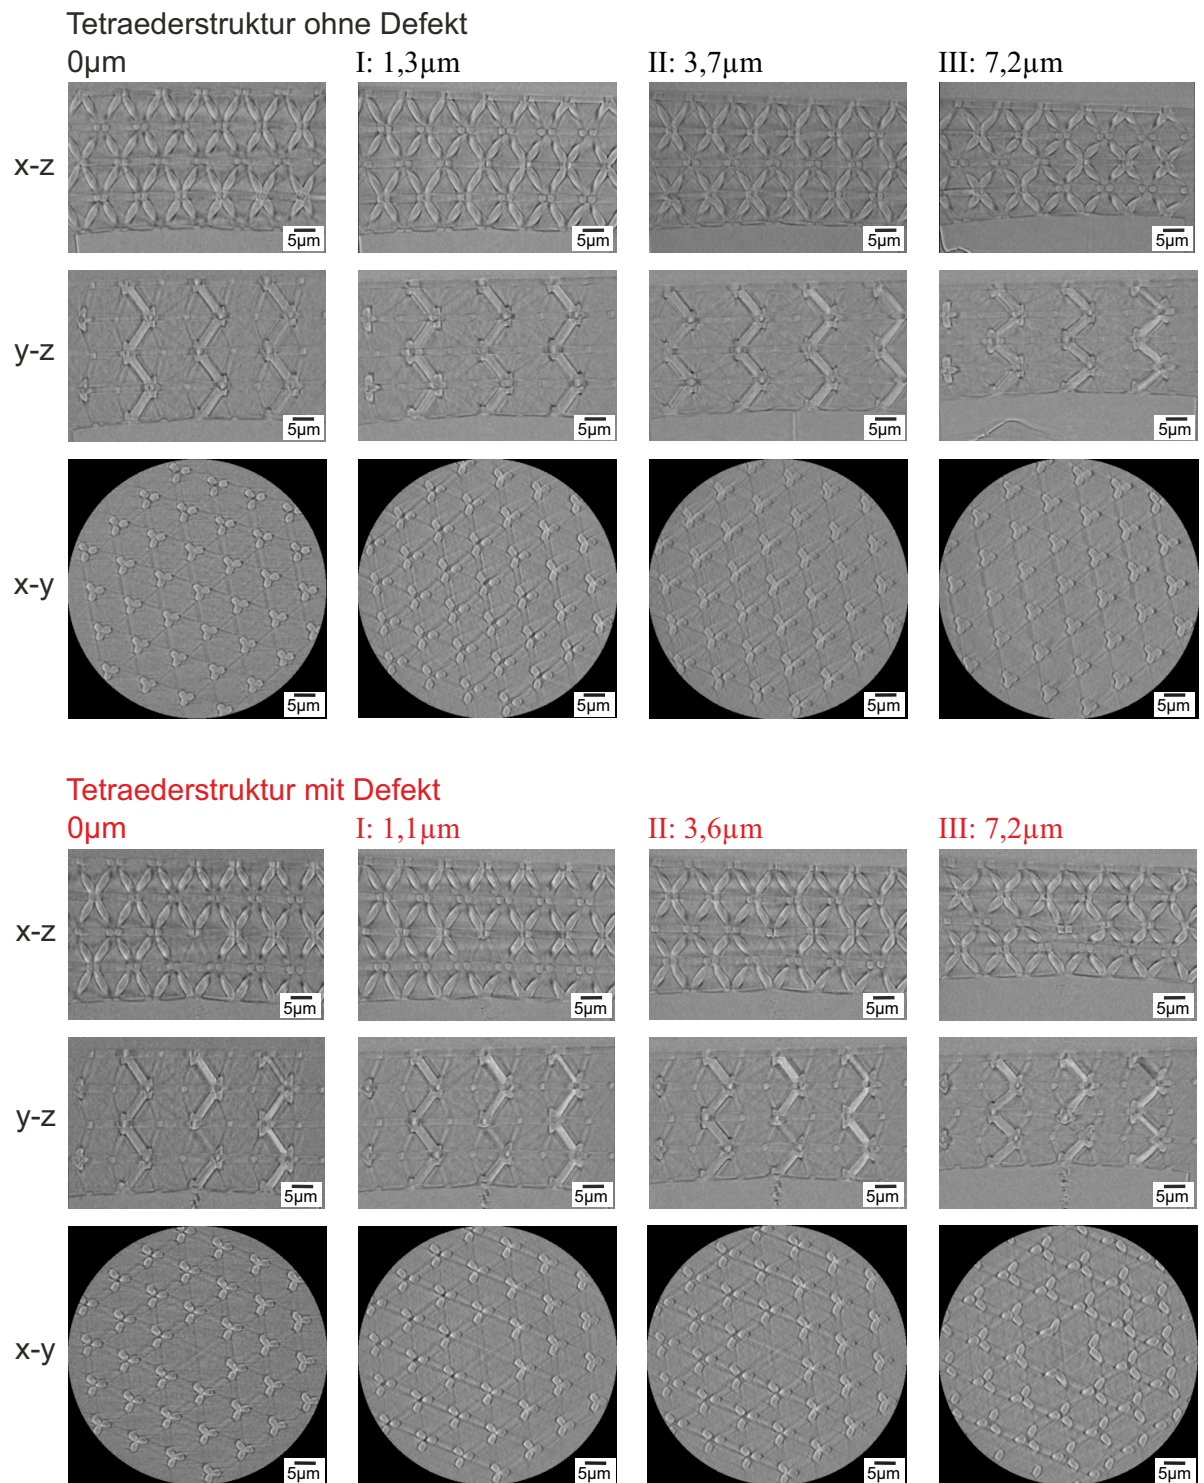 Tetraederstruktur ohne Defekt
0µm I: 1,3µm II: 3,7µm III: 7,2µm
x-z
5µm 5µm 5µm 5µm
y-z
5µm 5µm 5µm 5µm
x-y
5µm 5µm 5µm 5µm
Tetraederstruktur mit Defekt
0µm I: 1,1µm II: 3,6µm III: 7,2µm
x-z
5µm 5µm 5µm 5µm
y-z
5µm 5µm 5µm 5µm
x-y
5µm 5µm 5µm 5µm